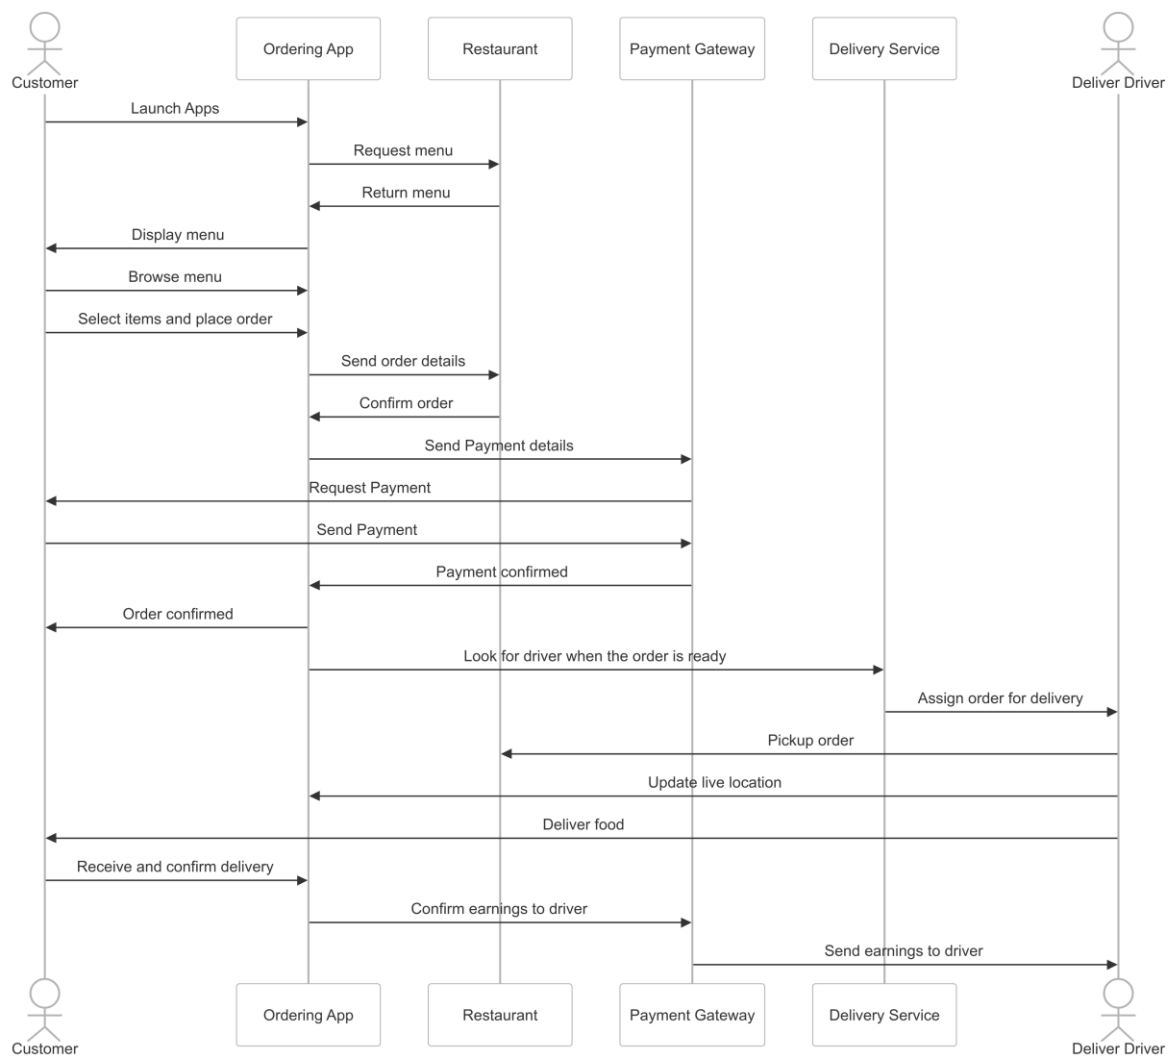 Ordering App
Restaurant
Payment Gateway
Delivery Service
Customer
Deliver Driver
Launch Apps
Request menu
Return menu
Display menu
Browse menu
Select items and place order
Send order details
Confirm order
Send Payment details
Request Payment
Send Payment
Payment confirmed
Order confirmed
Look for driver when the order is ready
Assign order for delivery
Pickup order
Update live location
Deliver food
Receive and confirm delivery
Confirm earnings to driver
Send earnings to driver
Ordering App
Restaurant
Payment Gateway
Delivery Service
Customer
Deliver Driver